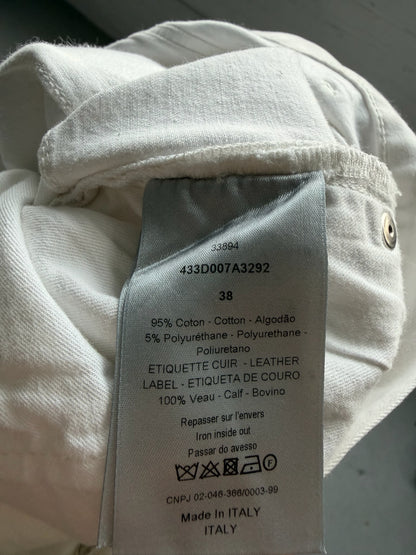 33894
433D007A3292
38
95% Coton - Cotton - Algodão
5% Polyuréthane - Polyurethane -
Poliuretano
ETIQUETTE CUIR - LEATHER
LABEL - ETIQUETA DE COURO
100% Veau - Calf - Bovino
Repasser sur l'envers
Iron inside out
Passar do avesso
CNPJ 02-046-366/0003-99
Made In ITALY
ITALY